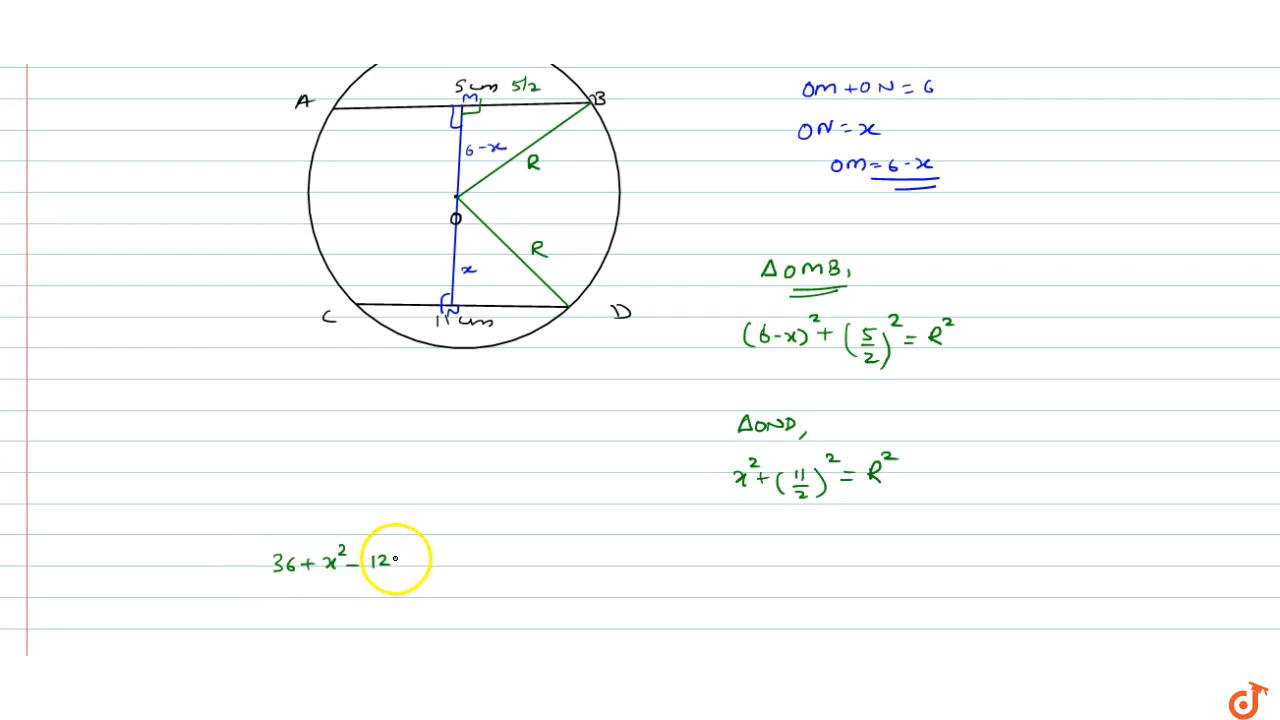 5cm 5/2
A M B
6-x
R
O
R
x
C N D
11 cm
OM + ON = 6
ON = x
OM = 6-x
ΔOMB,
(6-x)² + (5/2)² = R²
ΔOND,
x² + (11/2)² = R²
36 + x² - 12